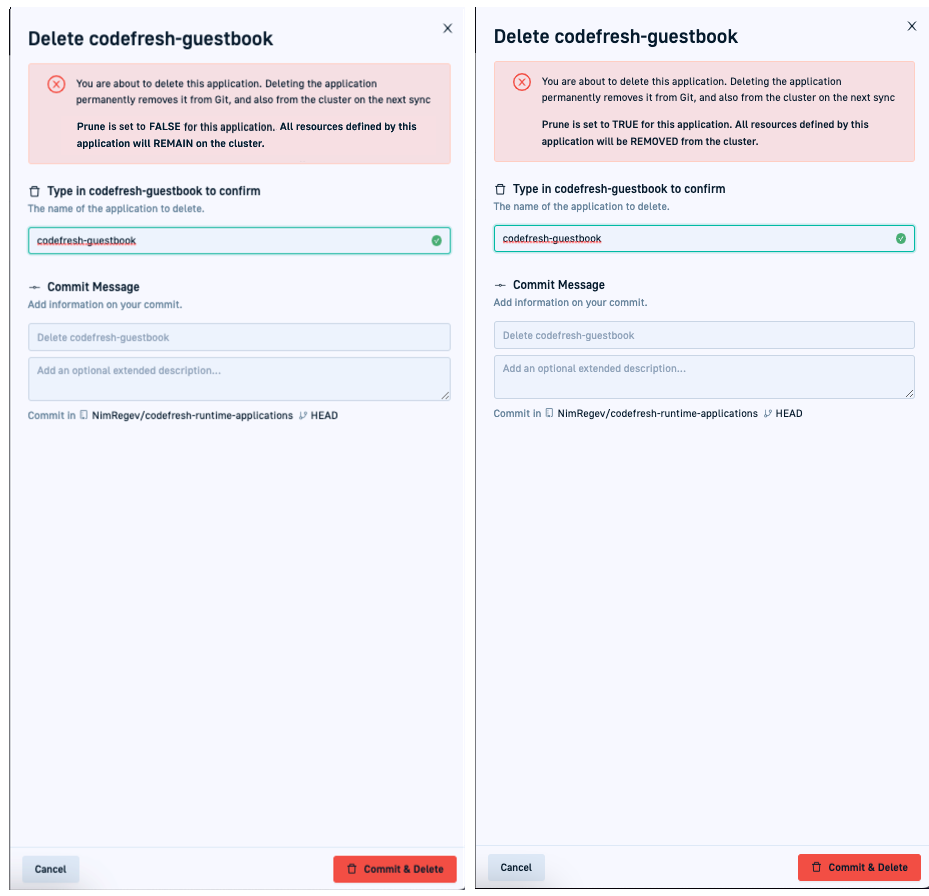 Delete codefresh-guestbook
You are about to delete this application. Deleting the application
permanently removes it from Git, and also from the cluster on the next sync
Prune is set to FALSE for this application. All resources defined by this
application will REMAIN on the cluster.
Type in codefresh-guestbook to confirm
The name of the application to delete.
codefresh-guestbook
Commit Message
Add information on your commit.
Delete codefresh-guestbook
Add an optional extended description...
Commit in NimRegev/codefresh-runtime-applications HEAD
Cancel
Commit & Delete
Delete codefresh-guestbook
You are about to delete this application. Deleting the application
permanently removes it from Git, and also from the cluster on the next sync
Prune is set to TRUE for this application. All resources defined by this
application will be REMOVED from the cluster.
Type in codefresh-guestbook to confirm
The name of the application to delete.
codefresh-guestbook
Commit Message
Add information on your commit.
Delete codefresh-guestbook
Add an optional extended description...
Commit in NimRegev/codefresh-runtime-applications HEAD
Cancel
Commit & Delete